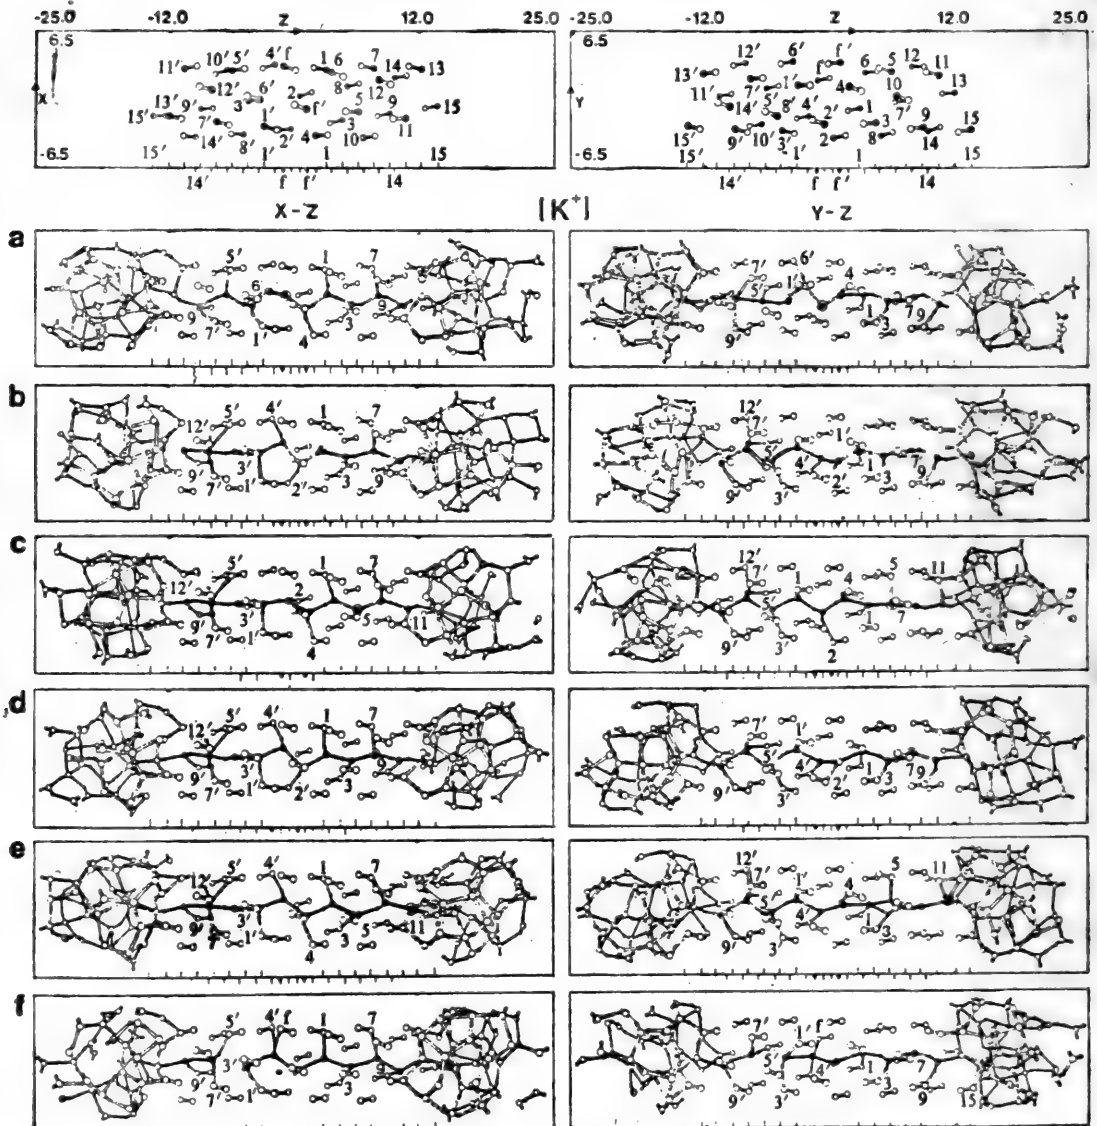 -25.0 -12.0 Z 12.0 25.0 -25.0 -12.0 Z 12.0 25.0
6.5 6.5
11' 10' 5' 4' f 1 6 7 14 13 12' 6' f' f 6 5 12 11
X 12' 6' 2 8 12 Y 13' 11' 1' 4 10 13
15' 13' 9' 3' 1' f' 5 9 15 14' 5' 8' 4' 1 7'
7' 14' 8' 2' 4 3 10 11 15' 9' 10' 3' 2' 3 8 9 14 15
-6.5 15' 1' 1 15 -6.5 15' 1' 1 15
14' f f' 14 14' f f' 14
X-Z [K+] Y-Z
a
5' 1 7 7' 6' 4
6 5' 1'
9 7' 1' 4 3 9 9' 1 3 7 9
b
5' 4' 1 7 12' 7' 1'
12' 3' 5' 4' 1
9' 7' 1' 2' 3 9 9' 3' 2' 3 9
c
5' 1 7 12' 7' 1 4 5 11
12' 2 5'
9' 7' 3' 1' 4 5 11 9' 3' 2 1 7
d
5' 4' 1 7 7' 1'
12' 5' 4' 1
9' 7' 3' 1' 2' 3 9 9' 3' 2' 3 7 9
e
5' 4' 1 7 12' 7' 1' 4 5 11
12' 5'
9' 3' 1' 4 3 5 11 9' 4' 3' 1 3
f
5' 4' f 1 7 7' 1' f
3' 5' 4' 1
9' 7' 1' 3 9 9' 3' 3 7 9 15